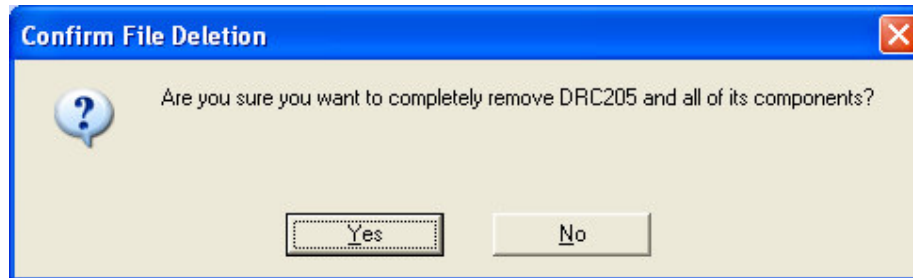 Confirm File Deletion
Are you sure you want to completely remove DRC205 and all of its components?
Yes
No